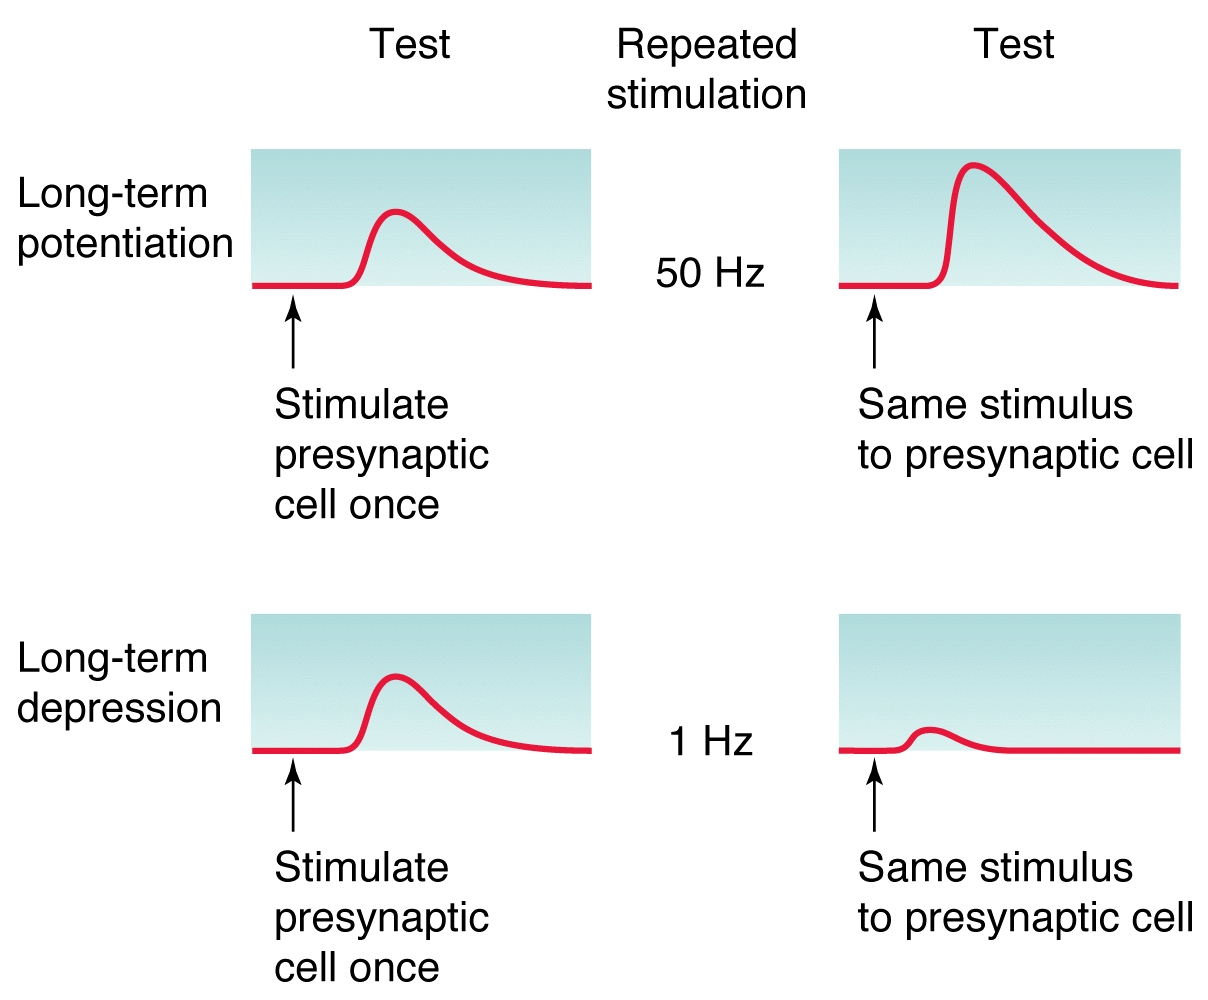 Test
Repeated
stimulation
Test
Long-term
potentiation
50 Hz
Stimulate
presynaptic
cell once
Same stimulus
to presynaptic cell
Long-term
depression
1 Hz
Stimulate
presynaptic
cell once
Same stimulus
to presynaptic cell